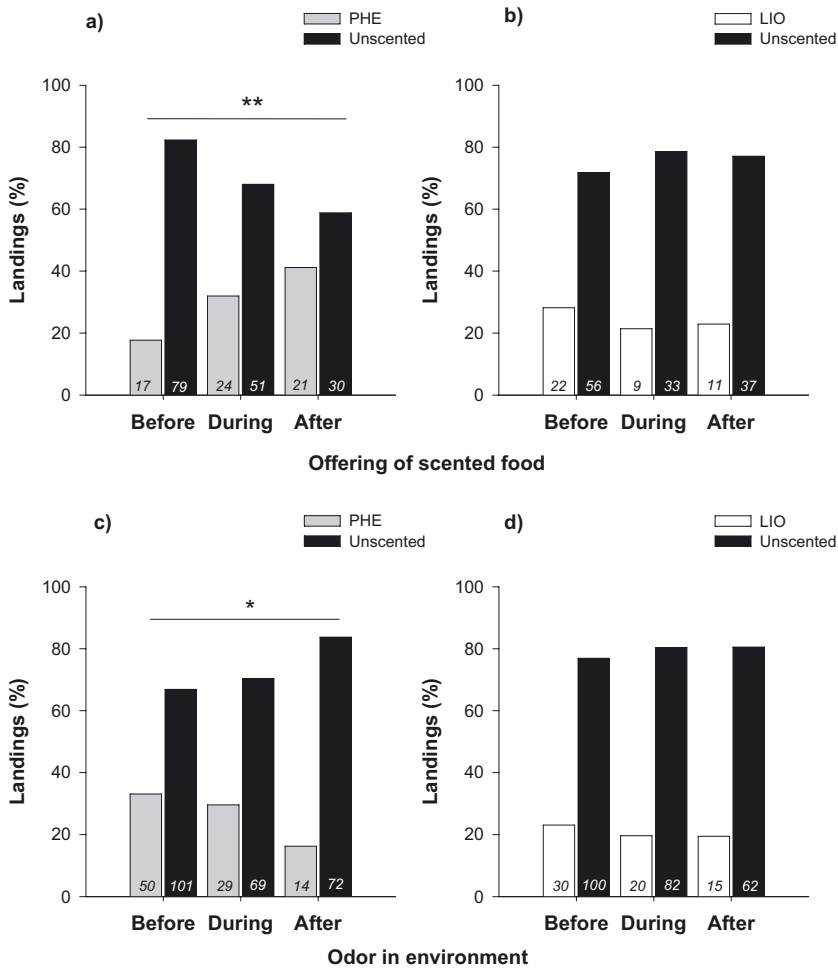 a)
PHE
Unscented
b)
LIO
Unscented
100
80
60
40
20
0
Landings (%)
**
17 79 24 51 21 30
Before During After
100
80
60
40
20
0
Landings (%)
22 56 9 33 11 37
Before During After
Offering of scented food
c)
PHE
Unscented
d)
LIO
Unscented
100
80
60
40
20
0
Landings (%)
*
50 101 29 69 14 72
Before During After
100
80
60
40
20
0
Landings (%)
30 100 20 82 15 62
Before During After
Odor in environment